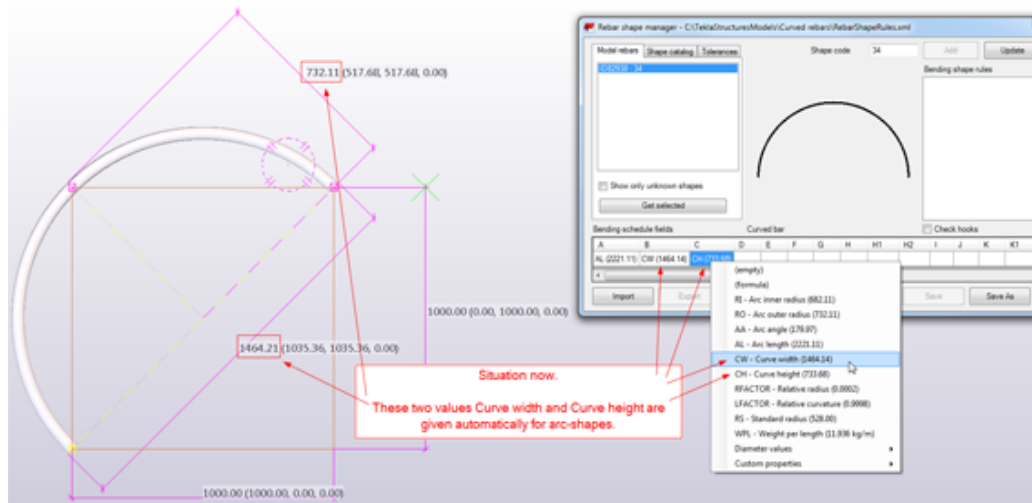 Rebar shape manager - C:\TeklaStructuresModels\Curved rebars\RebarShapeRules.xml
Model rebars Shape catalog Tolerances
Shape code 34 Add Update
Bending shape rules
Show only unknown shapes
Get selected
Bending schedule fields Curved bar Check hooks
A B C D E F G H H1 H2 I J K K1
AL (2221.11) CW (1464.14) CH (733.68)
Import Export Save Save As
(empty)
(formula)
RI - Arc inner radius (682.11)
RO - Arc outer radius (732.11)
AA - Arc angle (179.97)
AL - Arc length (2221.11)
CW - Curve width (1464.14)
CH - Curve height (733.68)
RFACTOR - Relative radius (0.0002)
LFACTOR - Relative curvature (0.9998)
RS - Standard radius (528.00)
WPL - Weight per length (11.936 kg/m)
Diameter values
Custom properties
732.11 (517.68, 517.68, 0.00)
1000.00 (0.00, 1000.00, 0.00)
1464.21 (1035.36, 1035.36, 0.00)
Situation now.
These two values Curve width and Curve height are
given automatically for arc-shapes.
1000.00 (1000.00, 0.00, 0.00)